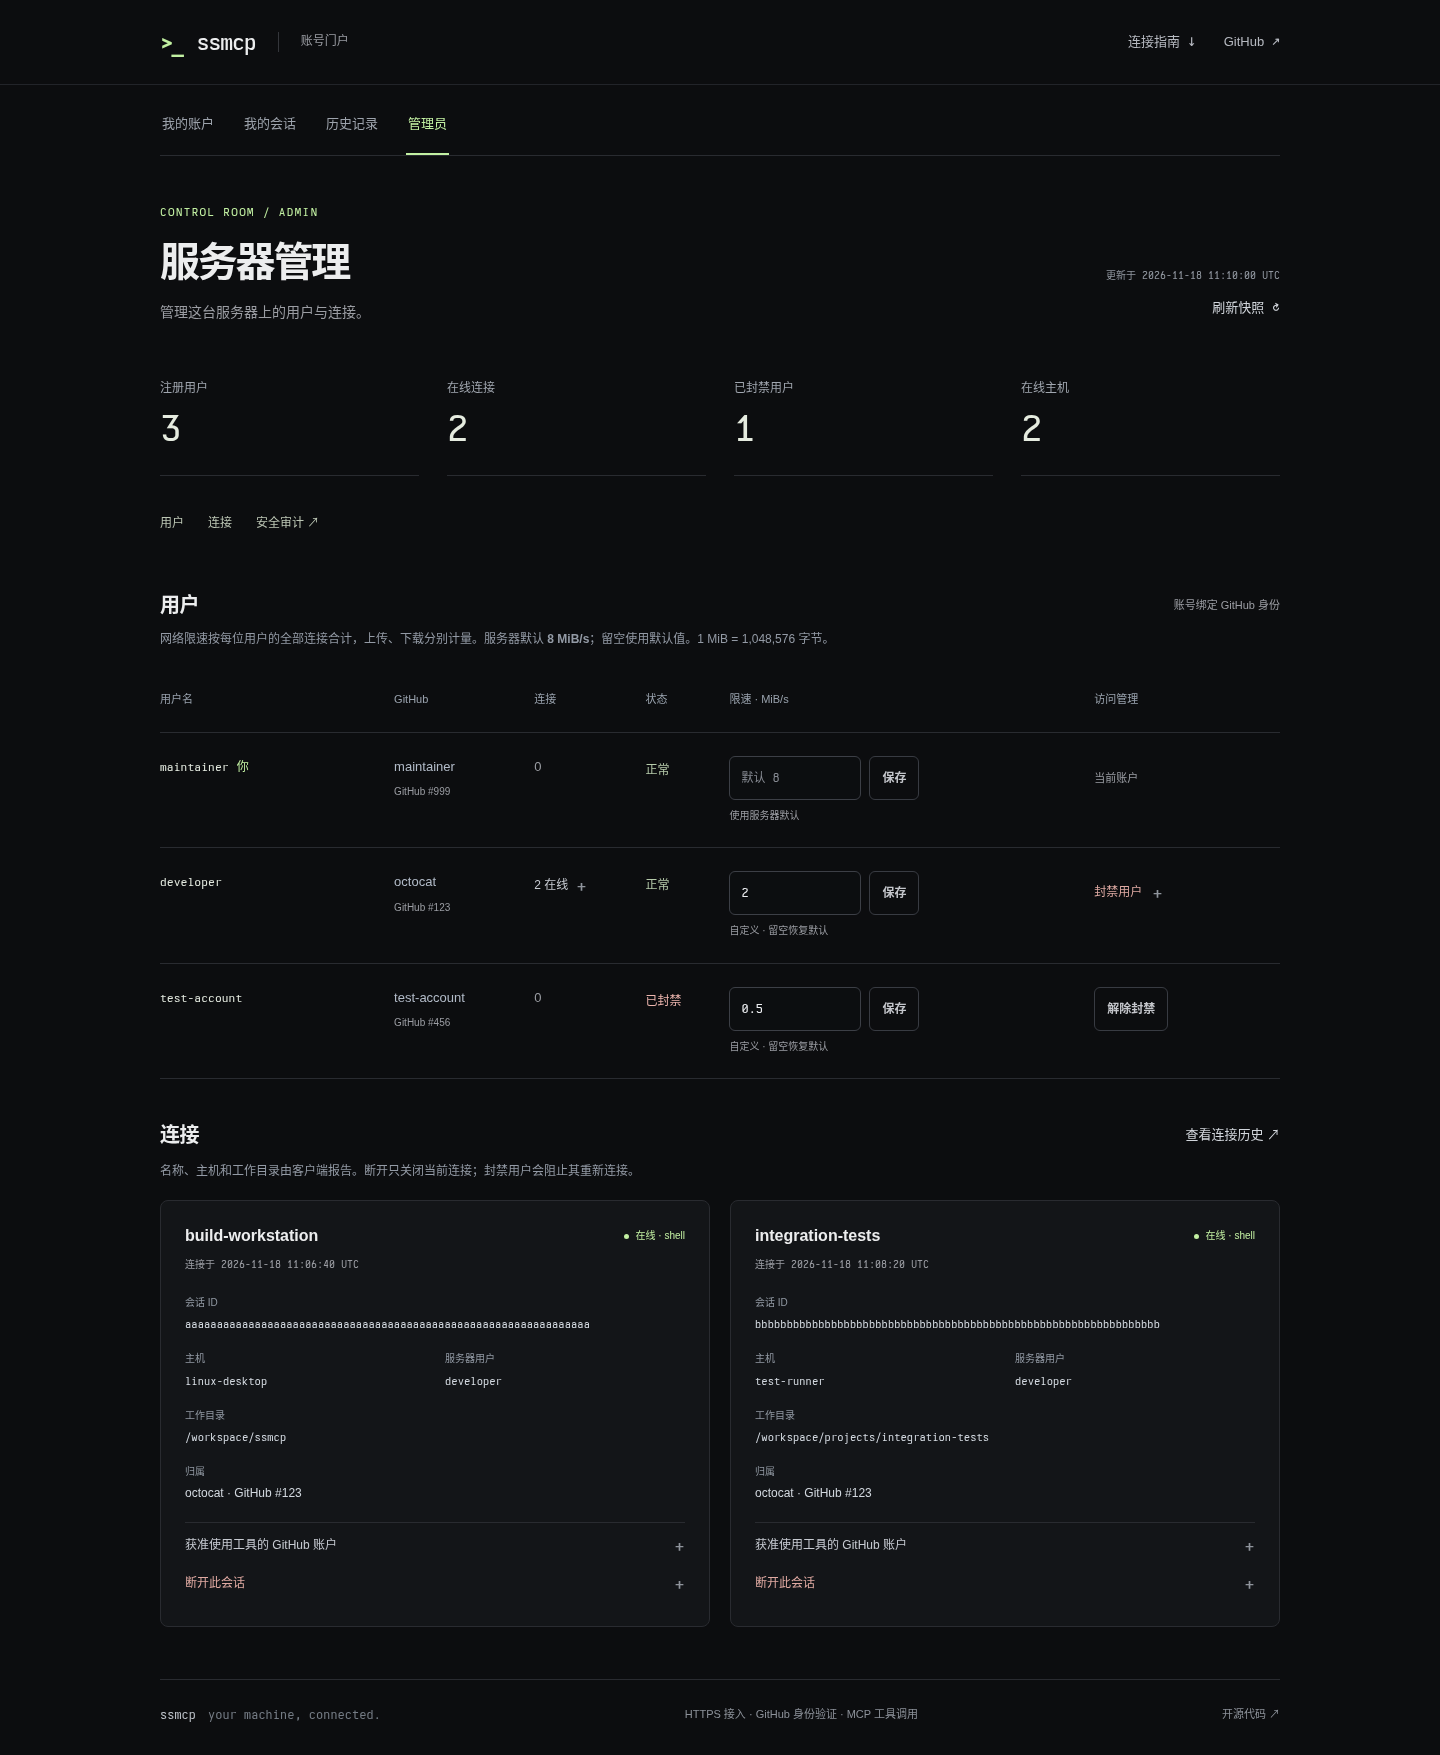 >_ ssmcp 账号门户 连接指南 ↓ GitHub ↗
我的账户 我的会话 历史记录 管理员
CONTROL ROOM / ADMIN
服务器管理
更新于 2026-11-18 11:10:00 UTC
管理这台服务器上的用户与连接。
刷新快照 ↻
注册用户 在线连接 已封禁用户 在线主机
3 2 1 2
用户 连接 安全审计 ↗
用户 账号绑定 GitHub 身份
网络限速按每位用户的全部连接合计，上传、下载分别计量。服务器默认 8 MiB/s；留空使用默认值。1 MiB = 1,048,576 字节。
用户名 GitHub 连接 状态 限速 · MiB/s 访问管理
maintainer 你 maintainer 0 正常 默认 8 保存 当前账户
GitHub #999 使用服务器默认
developer octocat 2 在线 + 正常 2 保存 封禁用户 +
GitHub #123 自定义 · 留空恢复默认
test-account test-account 0 已封禁 0.5 保存 解除封禁
GitHub #456 自定义 · 留空恢复默认
连接 查看连接历史 ↗
名称、主机和工作目录由客户端报告。断开只关闭当前连接；封禁用户会阻止其重新连接。
build-workstation 在线 · shell
连接于 2026-11-18 11:06:40 UTC
会话 ID
aaaaaaaaaaaaaaaaaaaaaaaaaaaaaaaaaaaaaaaaaaaaaaaaaaaaaaaaaaaaaaaa
主机 服务器用户
linux-desktop developer
工作目录
/workspace/ssmcp
归属
octocat · GitHub #123
获准使用工具的 GitHub 账户 +
断开此会话 +
integration-tests 在线 · shell
连接于 2026-11-18 11:08:20 UTC
会话 ID
bbbbbbbbbbbbbbbbbbbbbbbbbbbbbbbbbbbbbbbbbbbbbbbbbbbbbbbbbbbbbbbb
主机 服务器用户
test-runner developer
工作目录
/workspace/projects/integration-tests
归属
octocat · GitHub #123
获准使用工具的 GitHub 账户 +
断开此会话 +
ssmcp your machine, connected. HTTPS 接入 · GitHub 身份验证 · MCP 工具调用 开源代码 ↗